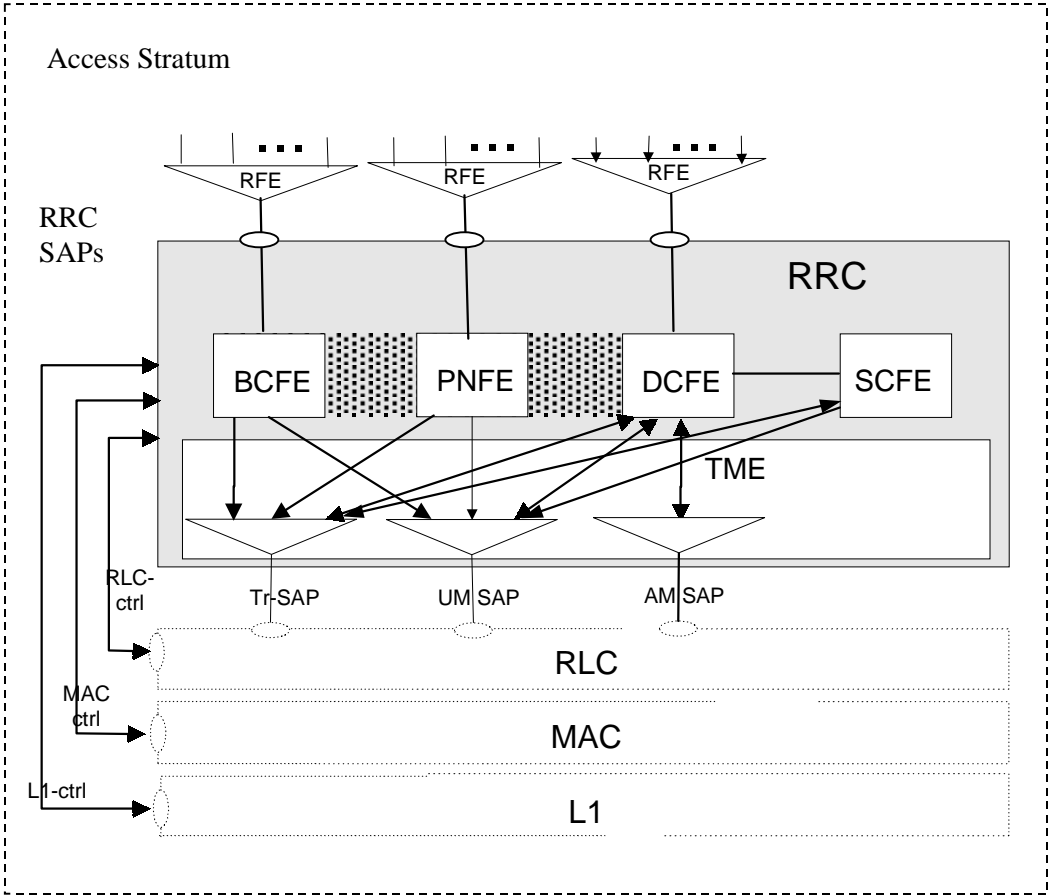 Access Stratum
RFE
RFE
RFE
RRC
SAPs
RRC
BCFE
PNFE
DCFE
SCFE
TME
RLC-
ctrl
Tr-SAP
UM SAP
AM SAP
RLC
MAC
ctrl
MAC
L1-ctrl
L1